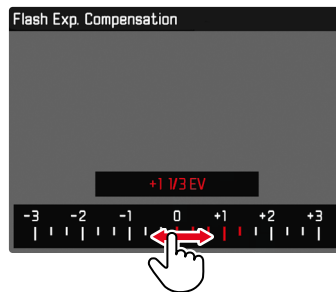 Flash Exp. Compensation
+1 1/3 EV
-3 -2 -1 0 +1 +2 +3